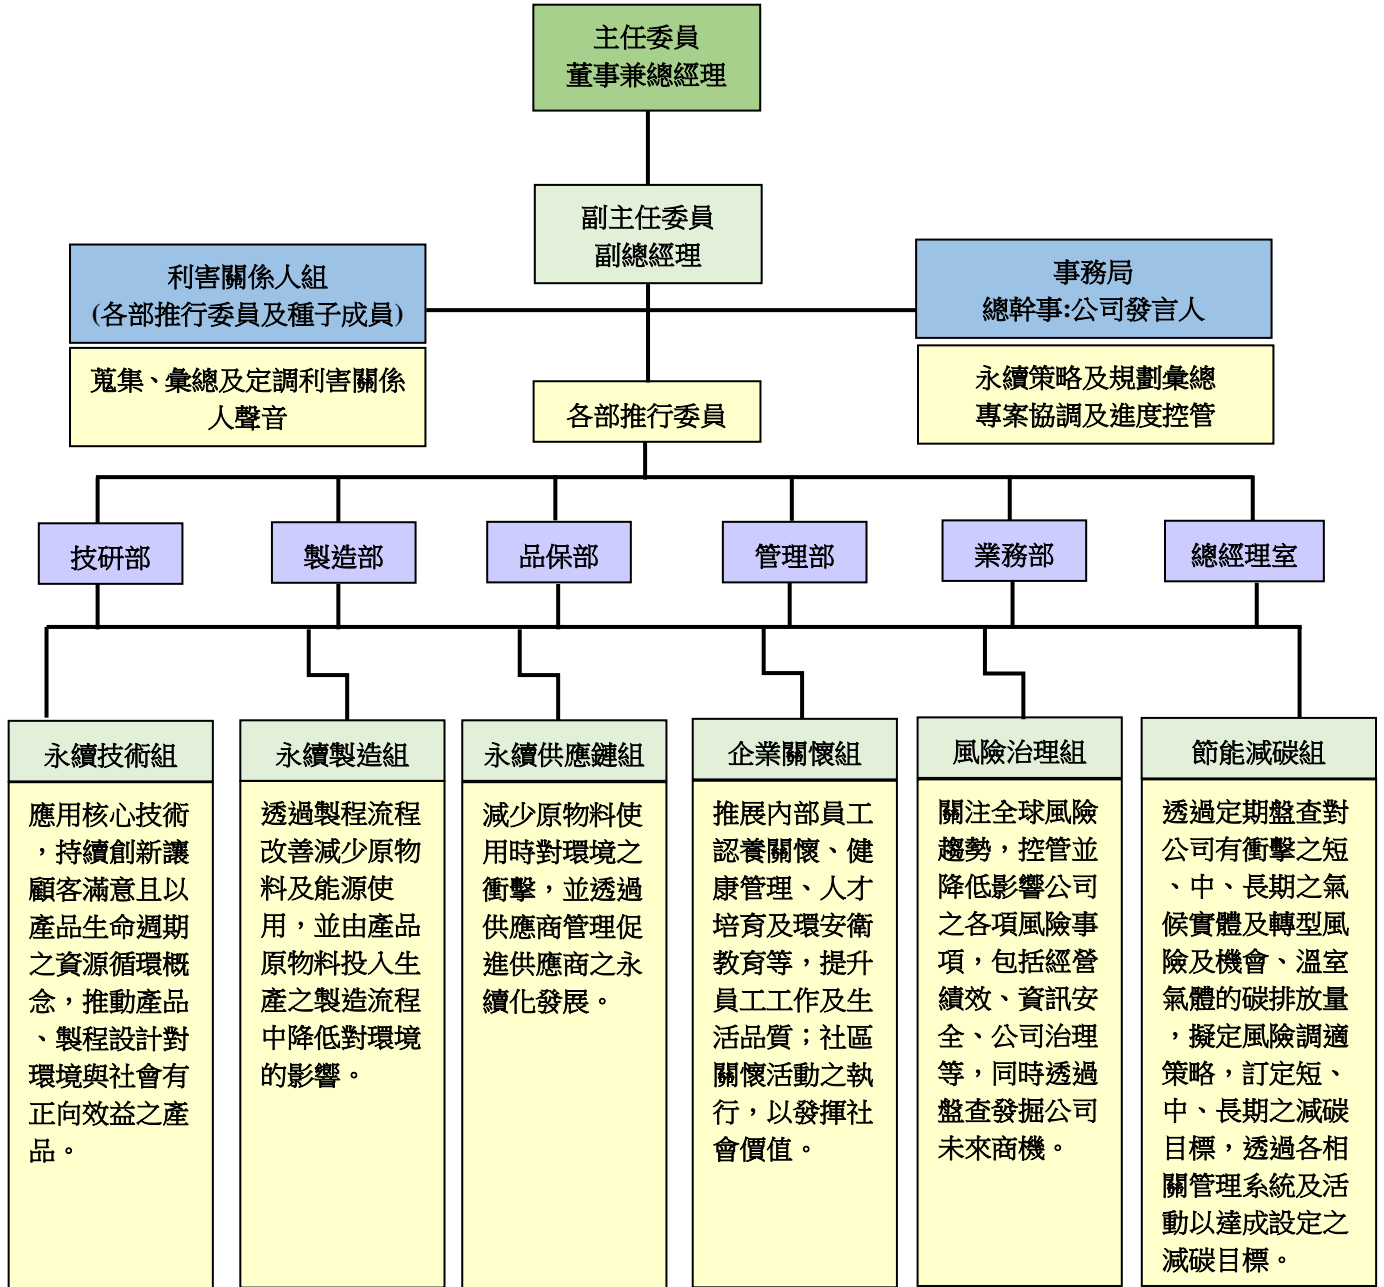 主任委員
董事兼總經理
副主任委員
副總經理
利害關係人組
(各部推行委員及種子成員)
蒐集、彙總及定調利害關係
人聲音
事務局
總幹事:公司發言人
永續策略及規劃彙總
專案協調及進度控管
各部推行委員
技研部
製造部
品保部
管理部
業務部
總經理室
永續技術組
應用核心技術
，持續創新讓
顧客滿意且以
產品生命週期
之資源循環概
念，推動產品
、製程設計對
環境與社會有
正向效益之產
品。
永續製造組
透過製程流程
改善減少原物
料及能源使
用，並由產品
原物料投入生
產之製造流程
中降低對環境
的影響。
永續供應鏈組
減少原物料使
用時對環境之
衝擊，並透過
供應商管理促
進供應商之永
續化發展。
企業關懷組
推展內部員工
認養關懷、健
康管理、人才
培育及環安衛
教育等，提升
員工工作及生
活品質；社區
關懷活動之執
行，以發揮社
會價值。
風險治理組
關注全球風險
趨勢，控管並
降低影響公司
之各項風險事
項，包括經營
績效、資訊安
全、公司治理
等，同時透過
盤查發掘公司
未來商機。
節能減碳組
透過定期盤查對
公司有衝擊之短
、中、長期之氣
候實體及轉型風
險及機會、溫室
氣體的碳排放量
，擬定風險調適
策略，訂定短、
中、長期之減碳
目標，透過各相
關管理系統及活
動以達成設定之
減碳目標。